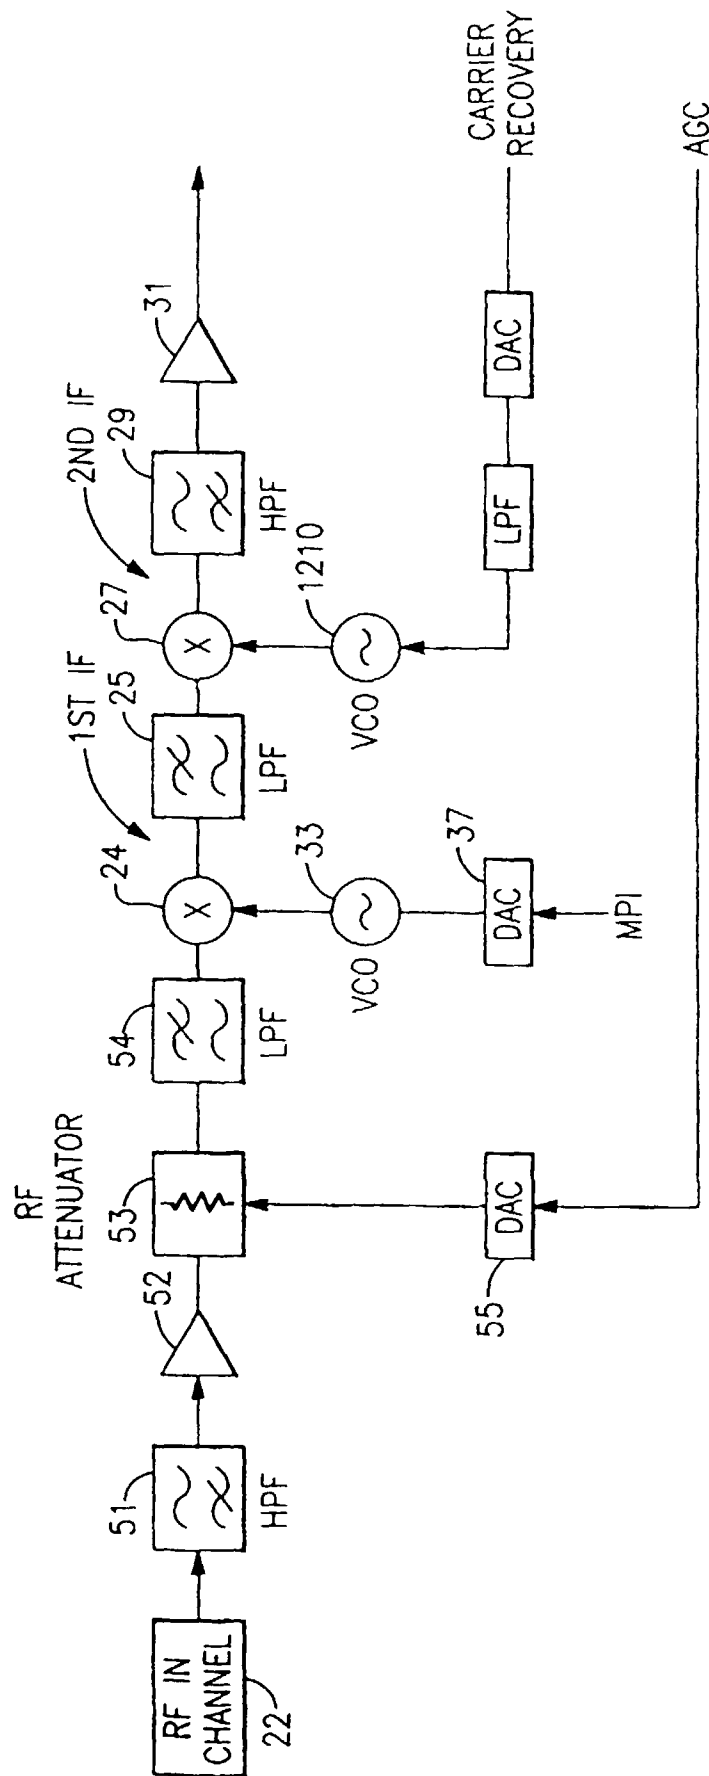 RF IN
CHANNEL
22
51
HPF
52
RF
ATTENUATOR
53
54
LPF
24
X
1ST IF
25
LPF
27
X
2ND IF
29
HPF
31
55
DAC
VCO
33
37
DAC
MPI
VCO
1210
LPF
DAC
CARRIER
RECOVERY
AGC